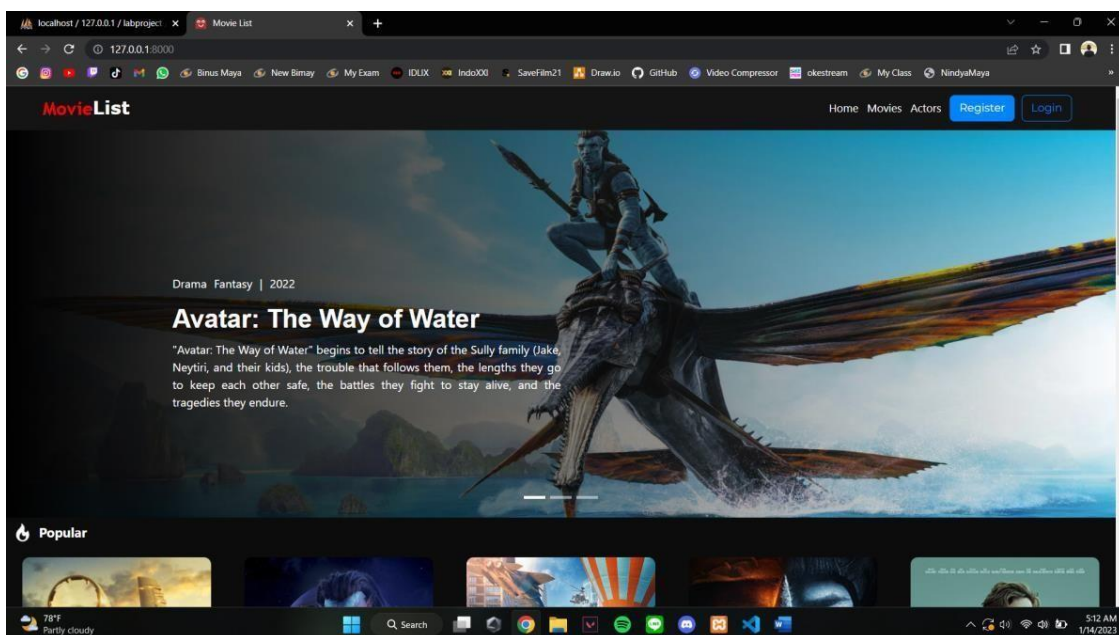 localhost / 127.0.0.1 / labproject
Movie List
127.0.0.1:8000
Binus Maya
New Bimay
My Exam
IDLIX
IndoXXI
SaveFilm21
Draw.io
GitHub
Video Compressor
okestream
My Class
NindyaMaya
»
MovieList
Home
Movies
Actors
Register
Login
Drama Fantasy | 2022
Avatar: The Way of Water
"Avatar: The Way of Water" begins to tell the story of the Sully family (Jake,
Neytiri, and their kids), the trouble that follows them, the lengths they go
to keep each other safe, the battles they fight to stay alive, and the
tragedies they endure.
Popular
78°F
Partly cloudy
Search
5:12 AM
1/14/2023